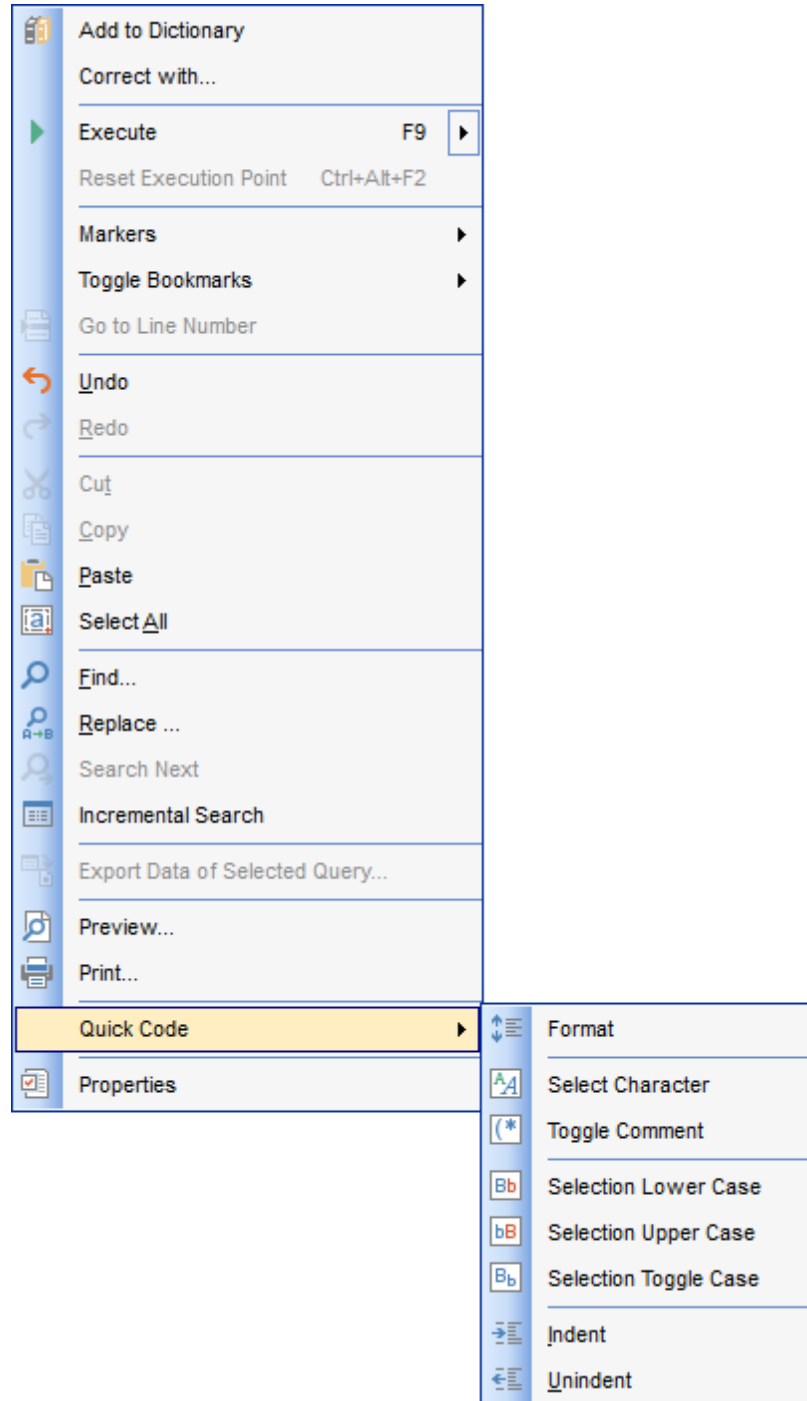 Add to Dictionary
Correct with...
Execute F9
Reset Execution Point Ctrl+Alt+F2
Markers
Toggle Bookmarks
Go to Line Number
Undo
Redo
Cut
Copy
Paste
Select All
Find...
Replace ...
Search Next
Incremental Search
Export Data of Selected Query...
Preview...
Print...
Quick Code
Properties
Format
Select Character
Toggle Comment
Selection Lower Case
Selection Upper Case
Selection Toggle Case
Indent
Unindent